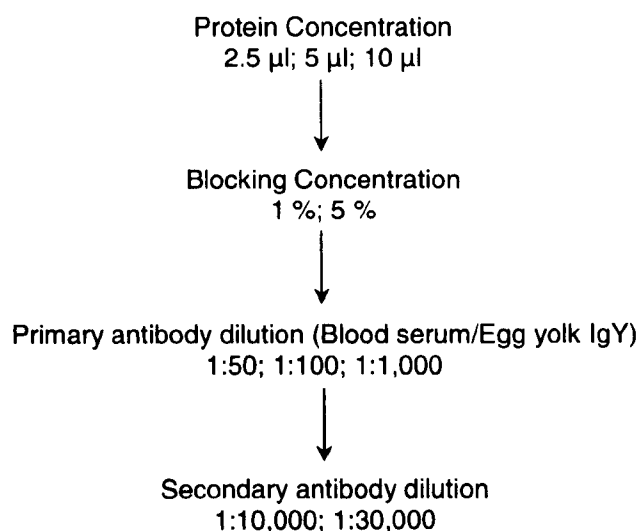 Protein Concentration
2.5 µl; 5 µl; 10 µl
Blocking Concentration
1 %; 5 %
Primary antibody dilution (Blood serum/Egg yolk IgY)
1:50; 1:100; 1:1,000
Secondary antibody dilution
1:10,000; 1:30,000